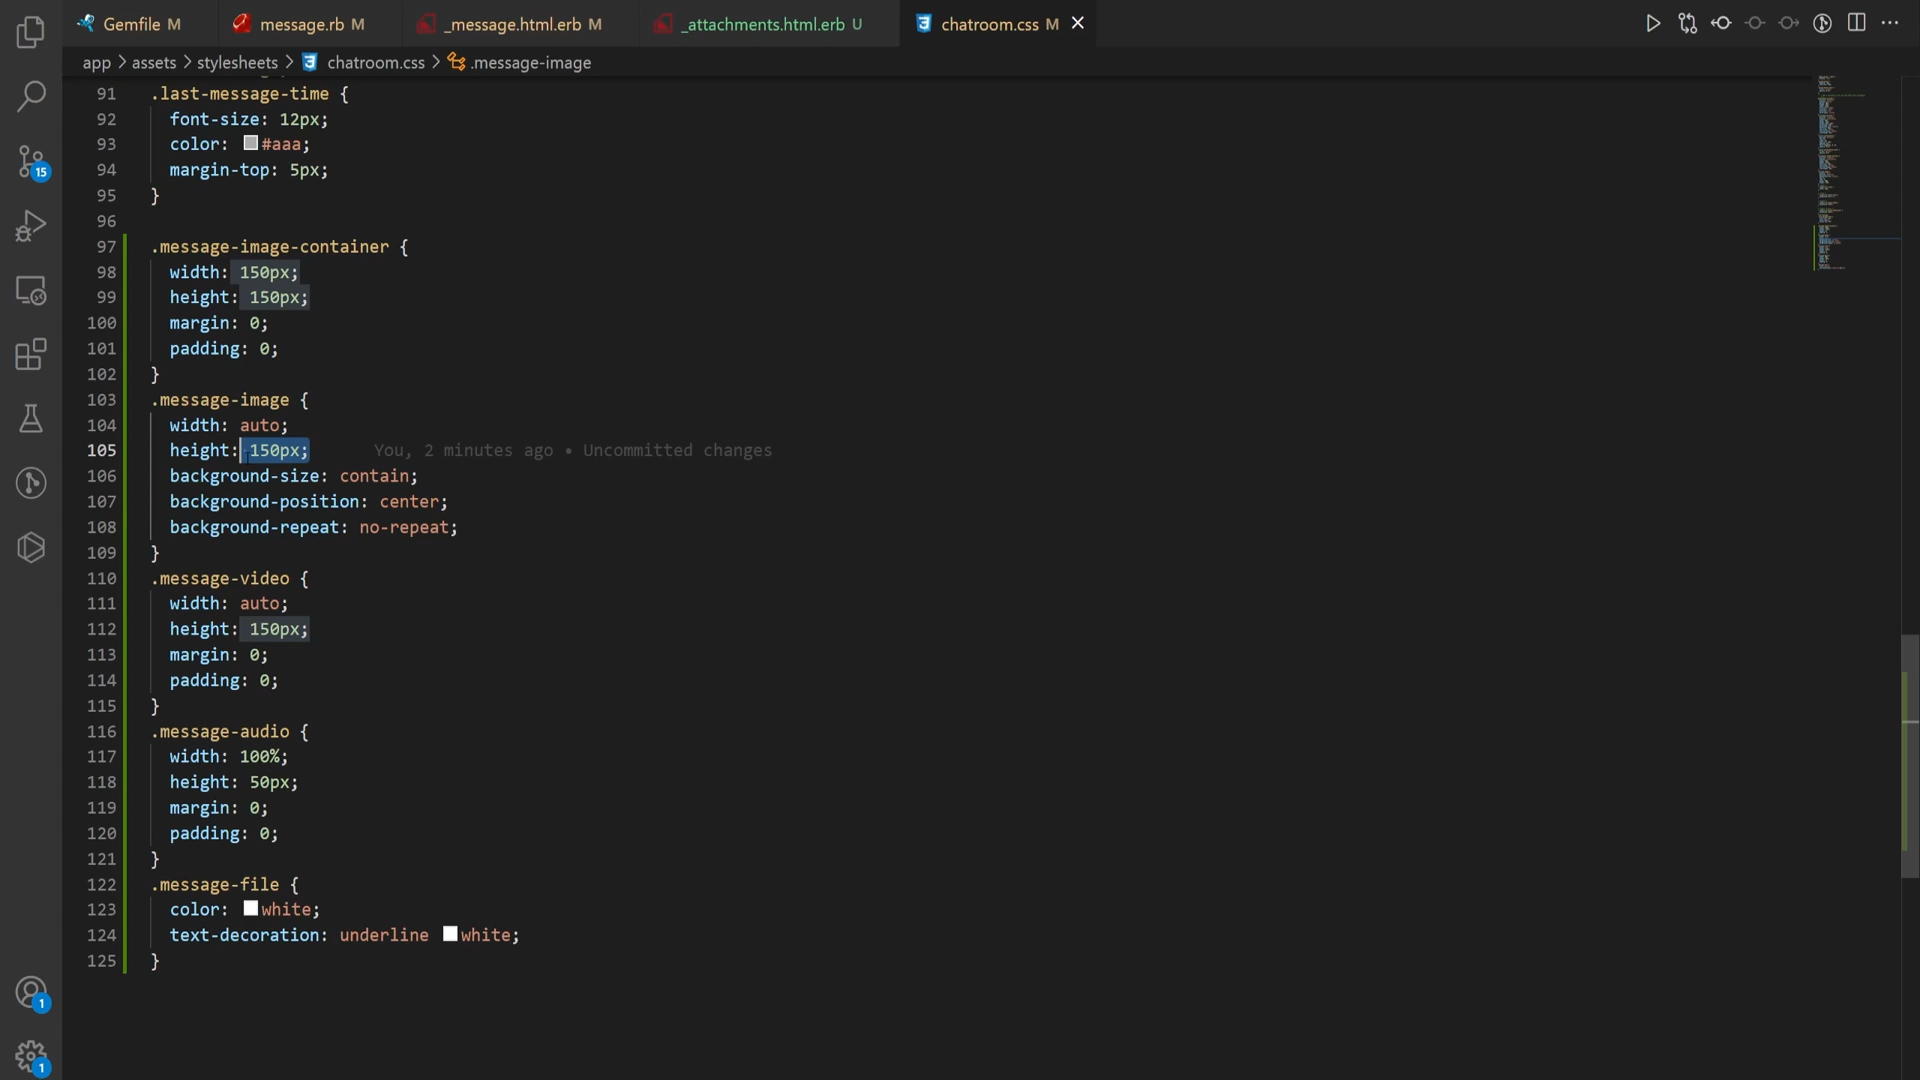 Gemfile M message.rb M _message.html.erb M _attachments.html.erb U chatroom.css M
app > assets > stylesheets > chatroom.css > .message-image
91 .last-message-time {
92 font-size: 12px;
93 color: #aaa;
94 margin-top: 5px;
95 }
96
97 .message-image-container {
98 width: 150px;
99 height: 150px;
100 margin: 0;
101 padding: 0;
102 }
103 .message-image {
104 width: auto;
105 height: 150px; You, 2 minutes ago • Uncommitted changes
106 background-size: contain;
107 background-position: center;
108 background-repeat: no-repeat;
109 }
110 .message-video {
111 width: auto;
112 height: 150px;
113 margin: 0;
114 padding: 0;
115 }
116 .message-audio {
117 width: 100%;
118 height: 50px;
119 margin: 0;
120 padding: 0;
121 }
122 .message-file {
123 color: white;
124 text-decoration: underline white;
125 }
15
1
1